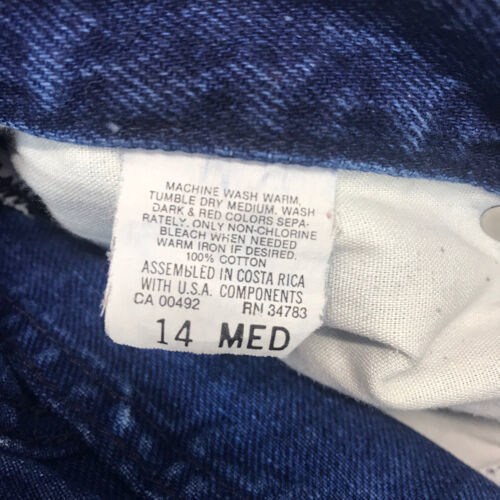 MACHINE WASH WARM,
TUMBLE DRY MEDIUM. WASH
DARK & RED COLORS SEPA-
RATELY. ONLY NON-CHLORINE
BLEACH WHEN NEEDED
WARM IRON IF DESIRED.
100% COTTON
ASSEMBLED IN COSTA RICA
WITH U.S.A. COMPONENTS
CA 00492 RN 34783
14 MED